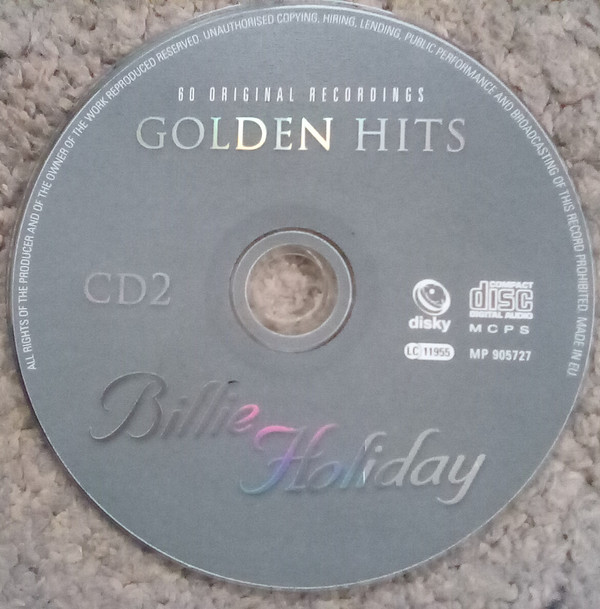 ALL RIGHTS OF THE PRODUCER AND OF THE OWNER OF THE WORK REPRODUCED RESERVED. UNAUTHORISED COPYING, HIRING, LENDING, PUBLIC PERFORMANCE AND BROADCASTING OF THIS RECORD PROHIBITED. MADE IN EU.
60 ORIGINAL RECORDINGS
GOLDEN HITS
CD2
disky
COMPACT
disc
DIGITAL AUDIO
MCPS
LC 11955
MP 905727
Billie
Holiday